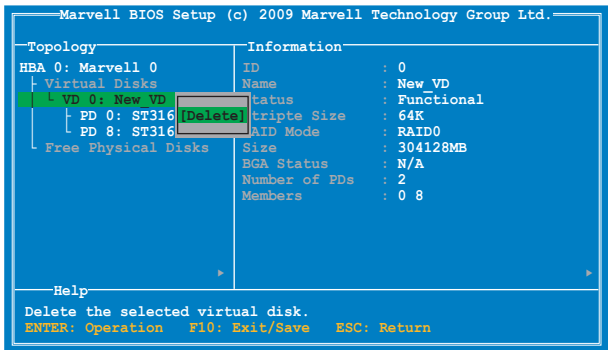 Marvell BIOS Setup (c) 2009 Marvell Technology Group Ltd.
Topology
HBA 0: Marvell 0
Virtual Disks
VD 0: New_VD
PD 0: ST316
PD 8: ST316
Free Physical Disks
[Delete]
Information
ID : 0
Name : New_VD
tatus : Functional
tripte Size : 64K
AID Mode : RAID0
Size : 304128MB
BGA Status : N/A
Number of PDs : 2
Members : 0 8
Help
Delete the selected virtual disk.
ENTER: Operation F10: Exit/Save ESC: Return